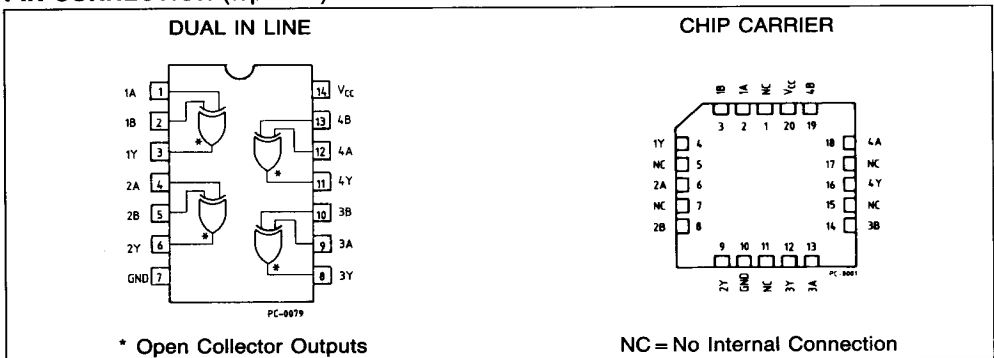 DUAL IN LINE
1A 1
1B 2
1Y 3
2A 4
2B 5
2Y 6
GND 7
14 VCC
13 4B
12 4A
11 4Y
10 3B
9 3A
8 3Y
*
*
*
*
PC-0079
* Open Collector Outputs
CHIP CARRIER
1B 1A NC VCC 4B
3 2 1 20 19
1Y 4
NC 5
2A 6
NC 7
2B 8
18 4A
17 NC
16 4Y
15 NC
14 3B
9 10 11 12 13
2Y GND NC 3Y 3A
PC-0001
NC = No Internal Connection